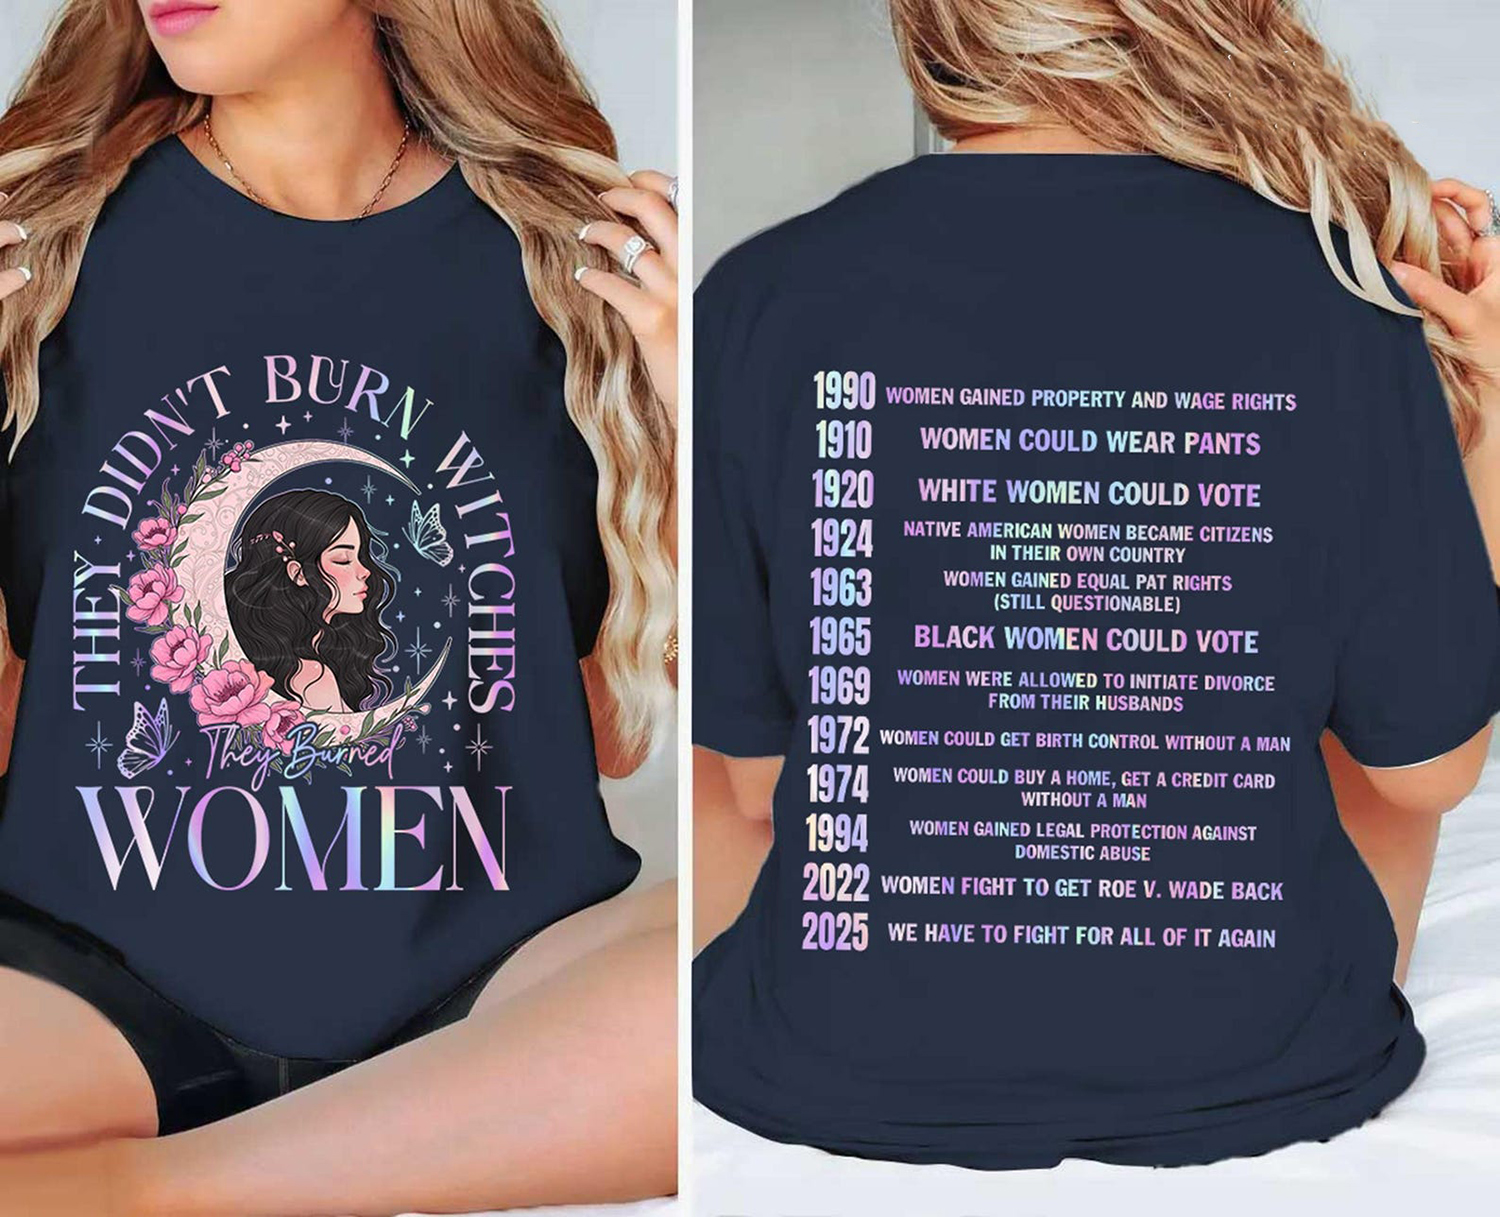 THEY DIDN'T BURN WITCHES
They Burned
WOMEN
1990 WOMEN GAINED PROPERTY AND WAGE RIGHTS
1910 WOMEN COULD WEAR PANTS
1920 WHITE WOMEN COULD VOTE
1924 NATIVE AMERICAN WOMEN BECAME CITIZENS
IN THEIR OWN COUNTRY
1963 WOMEN GAINED EQUAL PAT RIGHTS
(STILL QUESTIONABLE)
1965 BLACK WOMEN COULD VOTE
1969 WOMEN WERE ALLOWED TO INITIATE DIVORCE
FROM THEIR HUSBANDS
1972 WOMEN COULD GET BIRTH CONTROL WITHOUT A MAN
1974 WOMEN COULD BUY A HOME, GET A CREDIT CARD
WITHOUT A MAN
1994 WOMEN GAINED LEGAL PROTECTION AGAINST
DOMESTIC ABUSE
2022 WOMEN FIGHT TO GET ROE V. WADE BACK
2025 WE HAVE TO FIGHT FOR ALL OF IT AGAIN